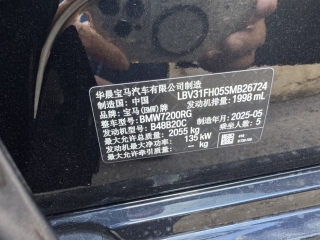 华晨宝马汽车有限公司制造
制造国：中国 LBV31FH05SMB26724
品牌：宝马(BMW)牌 发动机排量：1998 mL
整车型号：BMW7200RG
发动机型号：B48B20C 制造年月：2025-05
最大允许总质量：2055 kg 乘坐人数：5
发动机最大净功率：135 kW
最大允许牵引质量：— kg